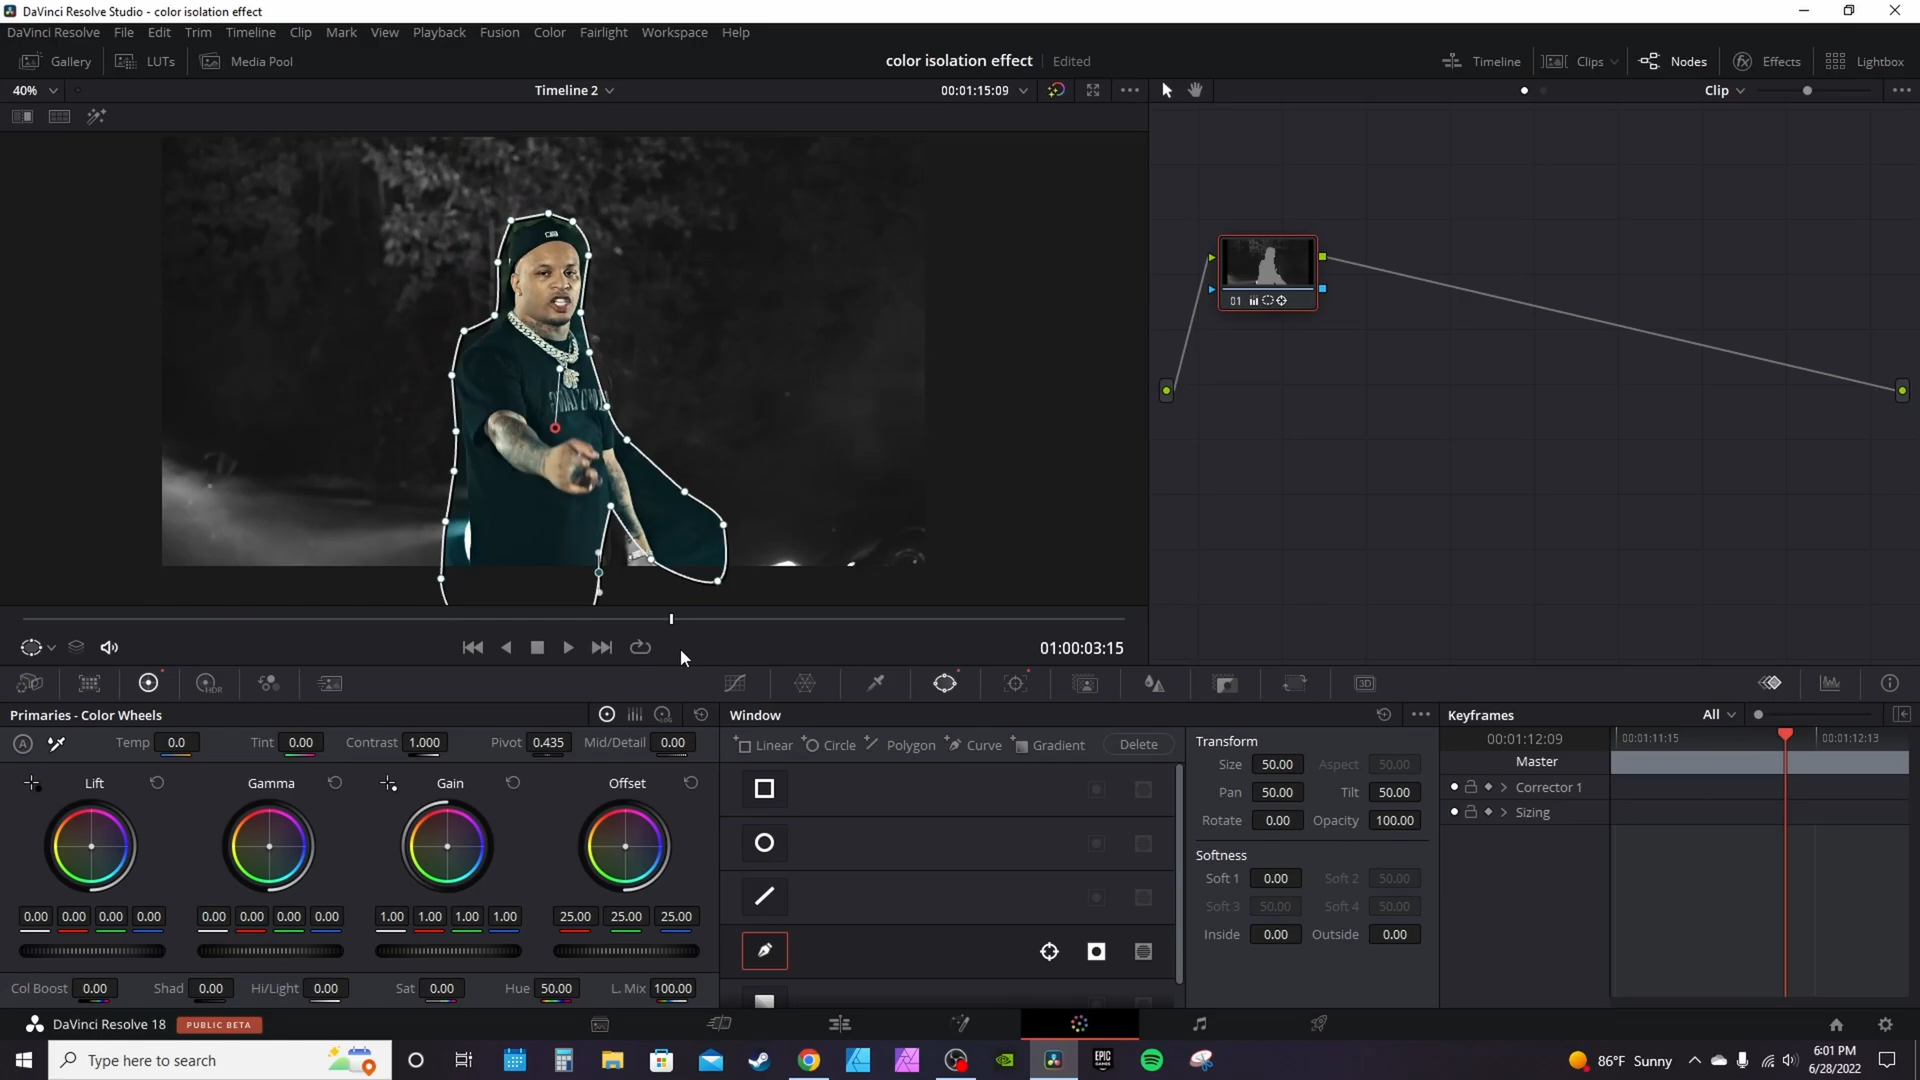 DaVinci Resolve Studio - color isolation effect
DaVinci Resolve File Edit Trim Timeline Clip Mark View Playback Fusion Color Fairlight Workspace Help
Gallery LUTs Media Pool color isolation effect Edited Timeline Clips Nodes Effects Lightbox
40% Timeline 2 00:01:15:09 Clip
01
01:00:03:15
Primaries - Color Wheels Window Keyframes All
Temp 0.0 Tint 0.00 Contrast 1.000 Pivot 0.435 Mid/Detail 0.00
Linear Circle Polygon Curve Gradient Delete
Transform
00:01:12:09 00:01:11:15 00:01:12:13
Size 50.00 Aspect 50.00
Master
Lift Gamma Gain Offset
Pan 50.00 Tilt 50.00
Corrector 1
Rotate 0.00 Opacity 100.00
Sizing
Softness
Soft 1 0.00 Soft 2 50.00
Soft 3 50.00 Soft 4 50.00
0.00 0.00 0.00 0.00 0.00 0.00 0.00 0.00 1.00 1.00 1.00 1.00 25.00 25.00 25.00
Inside 0.00 Outside 0.00
Col Boost 0.00 Shad 0.00 Hi/Light 0.00 Sat 0.00 Hue 50.00 L. Mix 100.00
DaVinci Resolve 18 PUBLIC BETA
Type here to search
EPIC
86°F Sunny
6:01 PM
6/28/2022